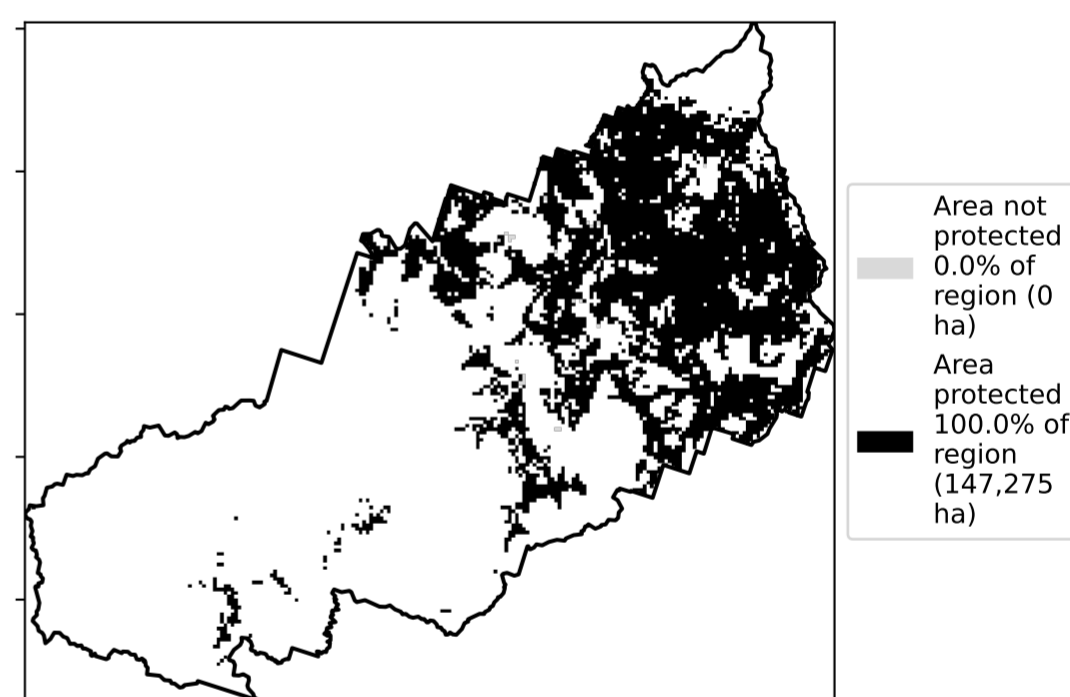 Area not
protected
0.0% of
region (0
ha)
Area
protected
100.0% of
region
(147,275
ha)